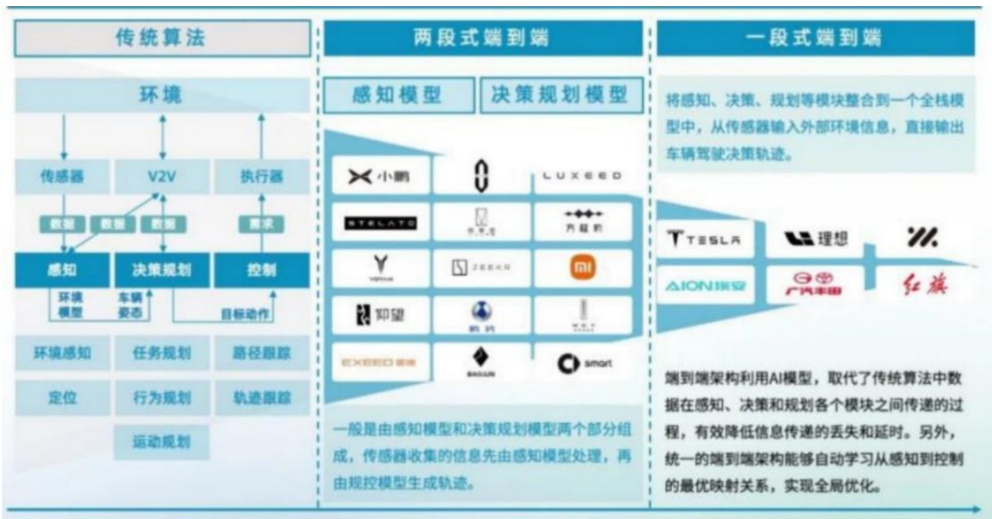 传统算法
环境
传感器
V2V
执行器
数据
数据
数据
需求
感知
决策规划
控制
环境
模型
车辆
姿态
目标动作
环境感知
任务规划
路径跟踪
定位
行为规划
轨迹跟踪
运动规划
两段式端到端
感知模型
决策规划模型
小鹏
LUXEED
STELATO
方程豹
VOYAH
ZEEKR
仰望
WEY
EXEED
BAOJUN
smart
一般是由感知模型和决策规划模型两个部分组
成，传感器收集的信息先由感知模型处理，再
由规控模型生成轨迹。
一段式端到端
将感知、决策、规划等模块整合到一个全栈模
型中，从传感器输入外部环境信息，直接输出
车辆驾驶决策轨迹。
TESLA
理想
AION埃安
广汽丰田
红旗
端到端架构利用AI模型，取代了传统算法中数
据在感知、决策和规划各个模块之间传递的过
程，有效降低信息传递的丢失和延时。另外，
统一的端到端架构能够自动学习从感知到控制
的最优映射关系，实现全局优化。